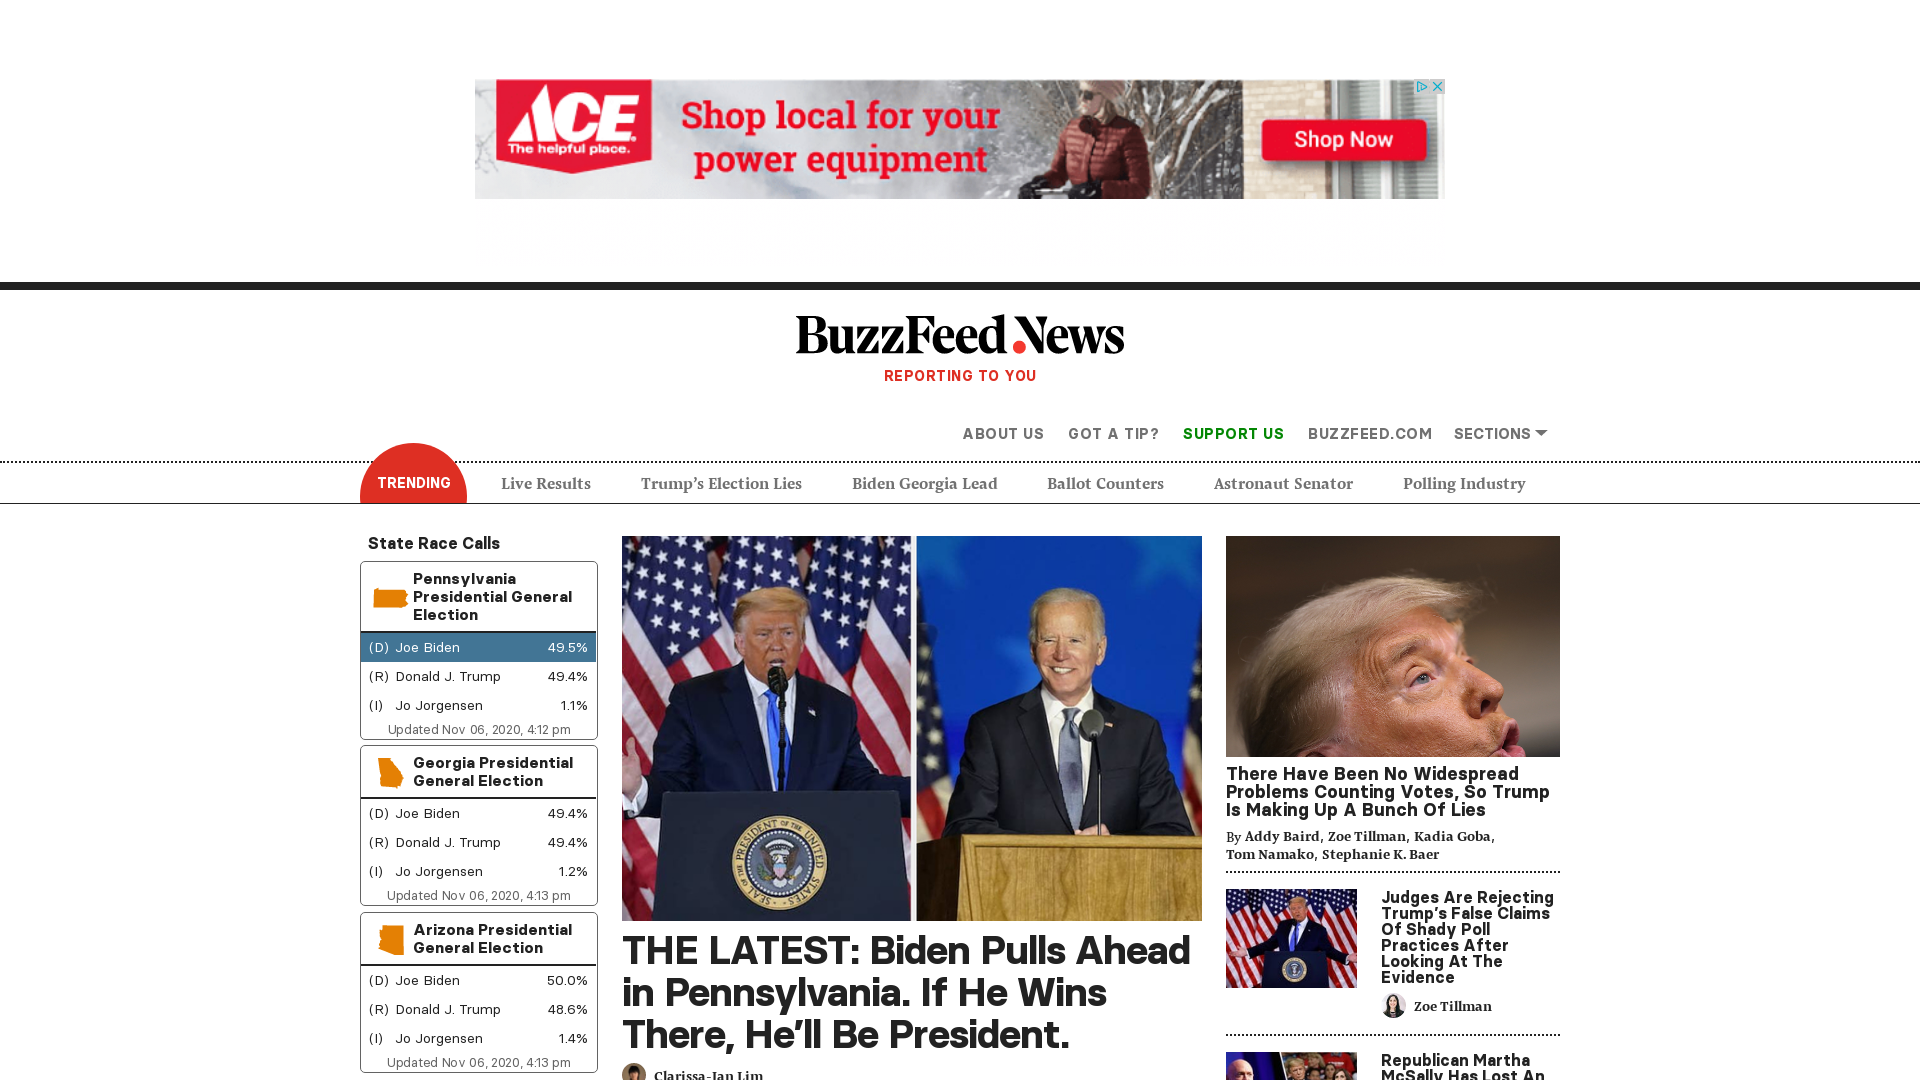 ACE
The helpful place.
Shop local for your
power equipment
Shop Now
BuzzFeed News
REPORTING TO YOU
ABOUT US
GOT A TIP?
SUPPORT US
BUZZFEED.COM
SECTIONS
TRENDING
Live Results
Trump’s Election Lies
Biden Georgia Lead
Ballot Counters
Astronaut Senator
Polling Industry
State Race Calls
Pennsylvania
Presidential General
Election
(D) Joe Biden 49.5%
(R) Donald J. Trump 49.4%
(I) Jo Jorgensen 1.1%
Updated Nov 06, 2020, 4:12 pm
Georgia Presidential
General Election
(D) Joe Biden 49.4%
(R) Donald J. Trump 49.4%
(I) Jo Jorgensen 1.2%
Updated Nov 06, 2020, 4:13 pm
Arizona Presidential
General Election
(D) Joe Biden 50.0%
(R) Donald J. Trump 48.6%
(I) Jo Jorgensen 1.4%
Updated Nov 06, 2020, 4:13 pm
SEAL OF THE PRESIDENT OF THE UNITED STATES
THE LATEST: Biden Pulls Ahead
in Pennsylvania. If He Wins
There, He’ll Be President.
Clarissa-Jan Lim
There Have Been No Widespread
Problems Counting Votes, So Trump
Is Making Up A Bunch Of Lies
By Addy Baird, Zoe Tillman, Kadia Goba,
Tom Namako, Stephanie K. Baer
Judges Are Rejecting
Trump’s False Claims
Of Shady Poll
Practices After
Looking At The
Evidence
Zoe Tillman
Republican Martha
McSally Has Lost An